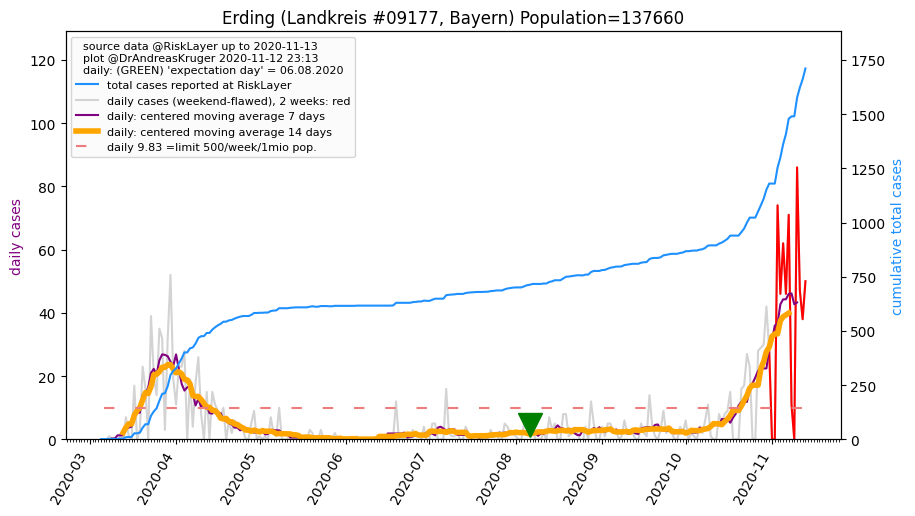 Erding (Landkreis #09177, Bayern) Population=137660
source data @RiskLayer up to 2020-11-13
plot @DrAndreasKruger 2020-11-12 23:13
daily: (GREEN) 'expectation day' = 06.08.2020
total cases reported at RiskLayer
daily cases (weekend-flawed), 2 weeks: red
daily: centered moving average 7 days
daily: centered moving average 14 days
daily 9.83 =limit 500/week/1mio pop.
daily cases
120
100
80
60
40
20
0
cumulative total cases
1750
1500
1250
1000
750
500
250
0
2020-03
2020-04
2020-05
2020-06
2020-07
2020-08
2020-09
2020-10
2020-11